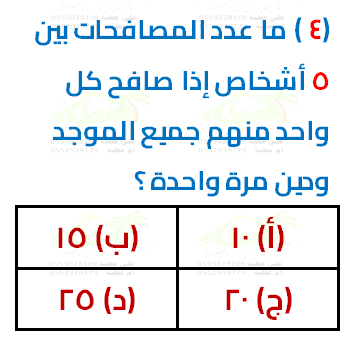 (٤) ما عدد المصافحات بين
٥ أشخاص إذا صافح كل
واحد منهم جميع الموجد
ودين مرة واحدة ؟
(أ) ١٠
(ب) ١٥
(ج) ٢٠
(د) ٢٥